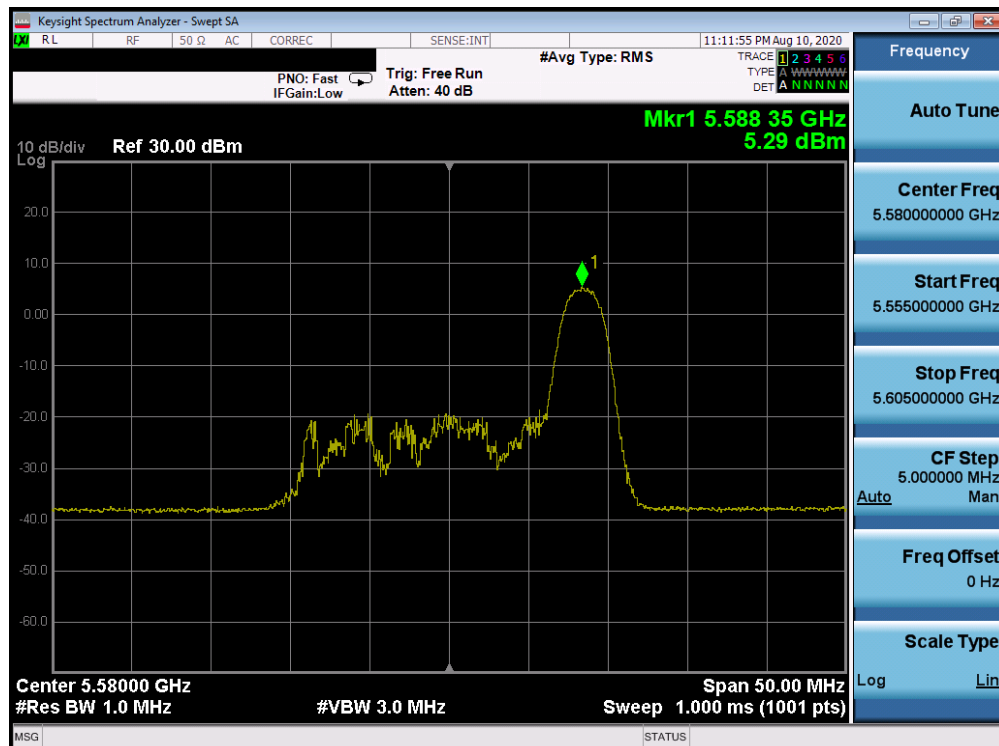 Keysight Spectrum Analyzer - Swept SA
LXI RL RF 50 Ω AC CORREC SENSE:INT 11:11:55 PM Aug 10, 2020
#Avg Type: RMS TRACE 1 2 3 4 5 6
PNO: Fast Trig: Free Run TYPE A WWWWW
IFGain:Low Atten: 40 dB DET A N N N N N
Mkr1 5.588 35 GHz
5.29 dBm
10 dB/div Ref 30.00 dBm
Log
20.0
10.0
1
0.00
-10.0
-20.0
-30.0
-40.0
-50.0
-60.0
Center 5.58000 GHz Span 50.00 MHz
#Res BW 1.0 MHz #VBW 3.0 MHz Sweep 1.000 ms (1001 pts)
MSG STATUS
Frequency
Auto Tune
Center Freq
5.580000000 GHz
Start Freq
5.555000000 GHz
Stop Freq
5.605000000 GHz
CF Step
5.000000 MHz
Auto Man
Freq Offset
0 Hz
Scale Type
Log Lin